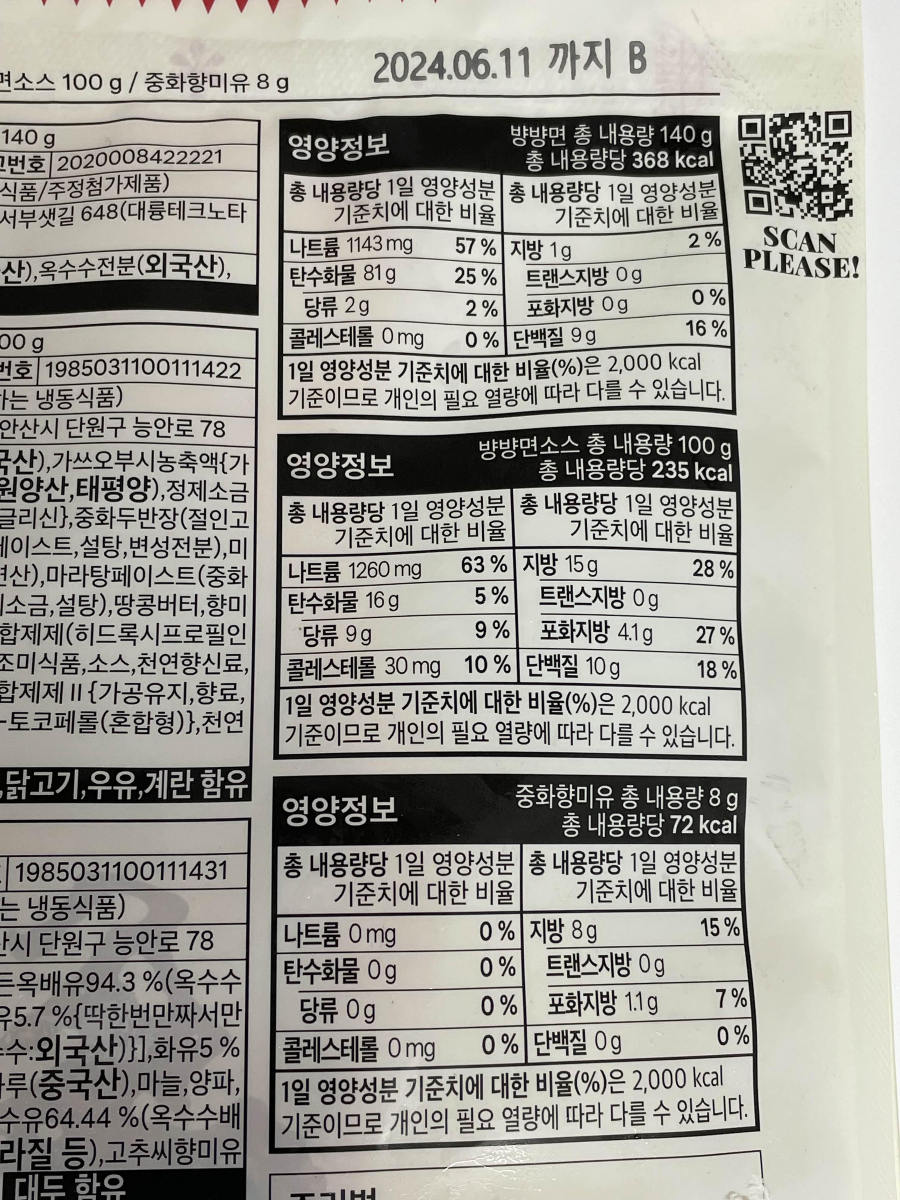 면소스 100 g / 중화향미유 8 g
2024.06.11 까지 B
140 g
고번호 2020008422221
식품/주정첨가제품)
서부샛길 648(대륭테크노타
산),옥수수전분(외국산),
00 g
번호 1985031100111422
하는 냉동식품)
안산시 단원구 능안로 78
국산),가쓰오부시농축액{가
원양산,태평양),정제소금
글리신},중화두반장(절인고
페이스트,설탕,변성전분),미
산),마라탕페이스트(중화
소금,설탕),땅콩버터,향미
합제제(히드록시프로필인
조미식품,소스,천연향신료,
합제제 II {가공유지,향료,
-토코페롤(혼합형)},천연
,닭고기,우유,계란 함유
1985031100111431
는 냉동식품)
산시 단원구 능안로 78
든옥배유94.3 %(옥수수
유5.7 %{딱한번만짜서만
수:외국산)}],화유5 %
루(중국산),마늘,양파,
수유64.44 %(옥수수배
라질 등),고추씨향미유
대두 함유
영양정보
뱡뱡면 총 내용량 140 g
총 내용량당 368 kcal
총 내용량당 1일 영양성분 기준치에 대한 비율
총 내용량당 1일 영양성분 기준치에 대한 비율
나트륨 1143 mg 57 % 지방 1 g 2 %
탄수화물 81 g 25 % 트랜스지방 0 g
당류 2 g 2 % 포화지방 0 g 0 %
콜레스테롤 0 mg 0 % 단백질 9 g 16 %
1일 영양성분 기준치에 대한 비율(%)은 2,000 kcal
기준이므로 개인의 필요 열량에 따라 다를 수 있습니다.
영양정보
뱡뱡면소스 총 내용량 100 g
총 내용량당 235 kcal
총 내용량당 1일 영양성분 기준치에 대한 비율
총 내용량당 1일 영양성분 기준치에 대한 비율
나트륨 1260 mg 63 % 지방 15 g 28 %
탄수화물 16 g 5 % 트랜스지방 0 g
당류 9 g 9 % 포화지방 4.1 g 27 %
콜레스테롤 30 mg 10 % 단백질 10 g 18 %
1일 영양성분 기준치에 대한 비율(%)은 2,000 kcal
기준이므로 개인의 필요 열량에 따라 다를 수 있습니다.
영양정보
중화향미유 총 내용량 8 g
총 내용량당 72 kcal
총 내용량당 1일 영양성분 기준치에 대한 비율
총 내용량당 1일 영양성분 기준치에 대한 비율
나트륨 0 mg 0 % 지방 8 g 15 %
탄수화물 0 g 0 % 트랜스지방 0 g
당류 0 g 0 % 포화지방 1.1 g 7 %
콜레스테롤 0 mg 0 % 단백질 0 g 0 %
1일 영양성분 기준치에 대한 비율(%)은 2,000 kcal
기준이므로 개인의 필요 열량에 따라 다를 수 있습니다.
SCAN
PLEASE!